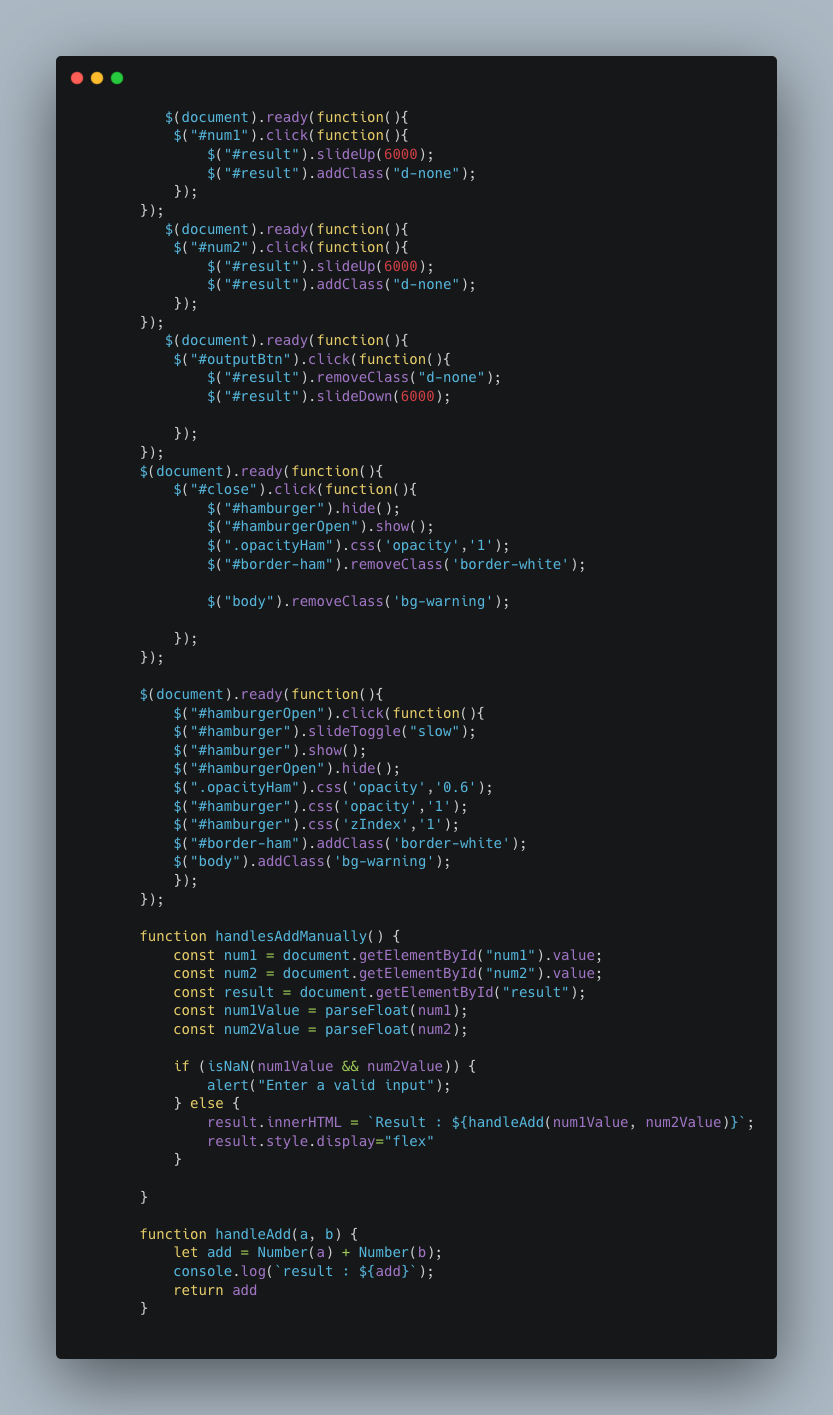 $(document).ready(function(){
$("#num1").click(function(){
$("#result").slideUp(6000);
$("#result").addClass("d-none");
});
});
$(document).ready(function(){
$("#num2").click(function(){
$("#result").slideUp(6000);
$("#result").addClass("d-none");
});
});
$(document).ready(function(){
$("#outputBtn").click(function(){
$("#result").removeClass("d-none");
$("#result").slideDown(6000);
});
});
$(document).ready(function(){
$("#close").click(function(){
$("#hamburger").hide();
$("#hamburgerOpen").show();
$(".opacityHam").css('opacity','1');
$("#border-ham").removeClass('border-white');
$("body").removeClass('bg-warning');
});
});
$(document).ready(function(){
$("#hamburgerOpen").click(function(){
$("#hamburger").slideToggle("slow");
$("#hamburger").show();
$("#hamburgerOpen").hide();
$(".opacityHam").css('opacity','0.6');
$("#hamburger").css('opacity','1');
$("#hamburger").css('zIndex','1');
$("#border-ham").addClass('border-white');
$("body").addClass('bg-warning');
});
});
function handlesAddManually() {
const num1 = document.getElementById("num1").value;
const num2 = document.getElementById("num2").value;
const result = document.getElementById("result");
const num1Value = parseFloat(num1);
const num2Value = parseFloat(num2);
if (isNaN(num1Value && num2Value)) {
alert("Enter a valid input");
} else {
result.innerHTML = `Result : ${handleAdd(num1Value, num2Value)}`;
result.style.display="flex"
}
}
function handleAdd(a, b) {
let add = Number(a) + Number(b);
console.log(`result : ${add}`);
return add
}